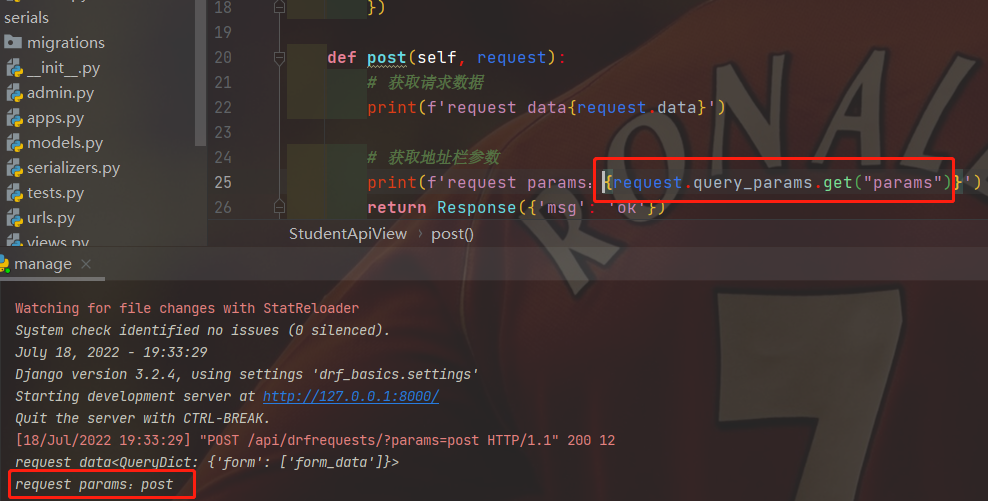 serials
migrations
__init__.py
admin.py
apps.py
models.py
serializers.py
tests.py
urls.py
views.py
18 })
19
20 def post(self, request):
21 # 获取请求数据
22 print(f'request data{request.data}')
23
24 # 获取地址栏参数
25 print(f'request params：{request.query_params.get("params")}')
26 return Response({'msg': 'ok'})
StudentApiView › post()
RONAL
7
manage ×
Watching for file changes with StatReloader
System check identified no issues (0 silenced).
July 18, 2022 - 19:33:29
Django version 3.2.4, using settings 'drf_basics.settings'
Starting development server at http://127.0.0.1:8000/
Quit the server with CTRL-BREAK.
[18/Jul/2022 19:33:29] "POST /api/drfrequests/?params=post HTTP/1.1" 200 12
request data<QueryDict: {'form': ['form_data']}>
request params：post